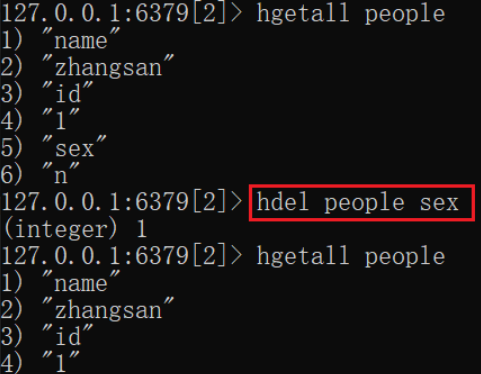 127.0.0.1:6379[2]> hgetall people
1) "name"
2) "zhangsan"
3) "id"
4) "1"
5) "sex"
6) "n"
127.0.0.1:6379[2]> hdel people sex
(integer) 1
127.0.0.1:6379[2]> hgetall people
1) "name"
2) "zhangsan"
3) "id"
4) "1"